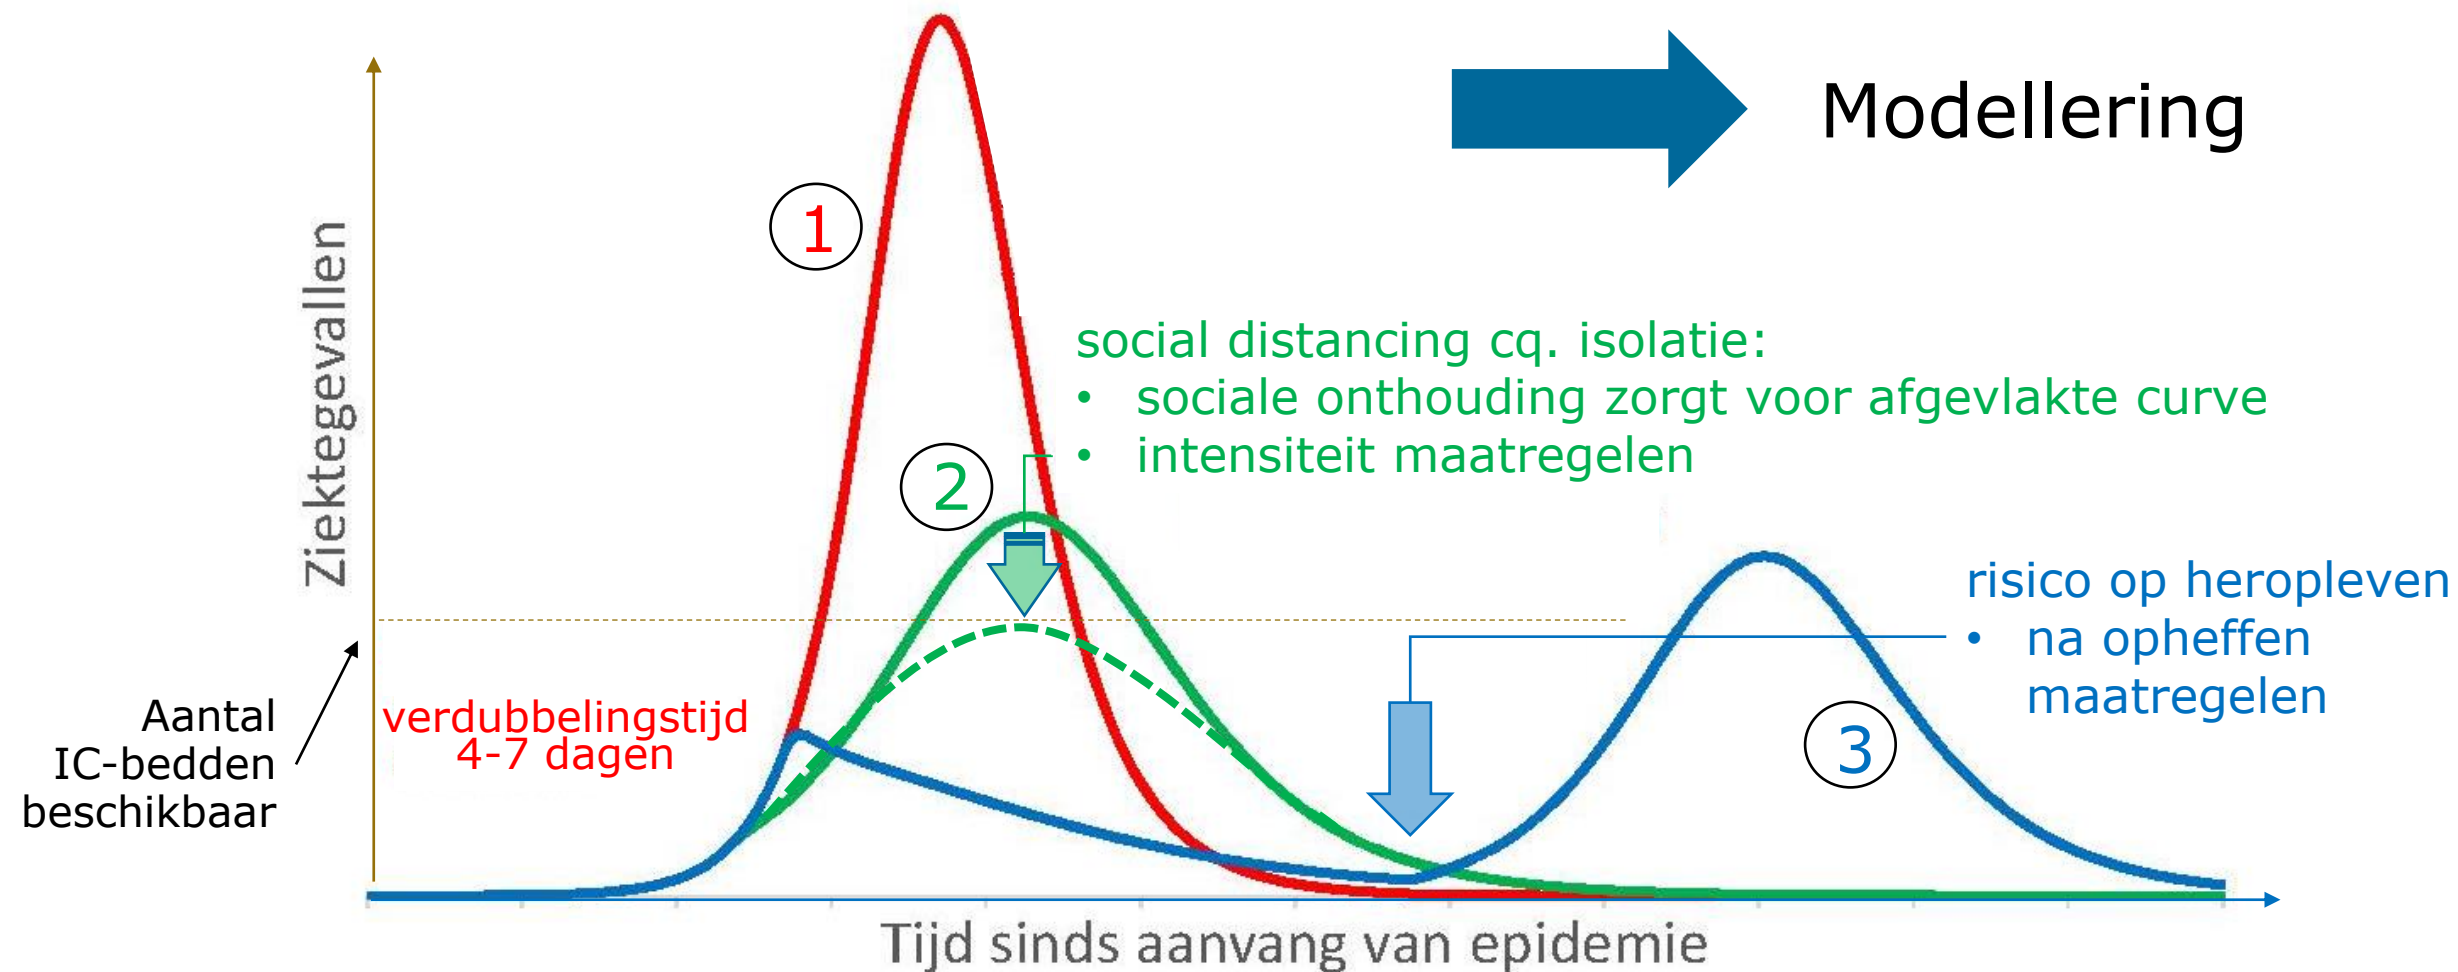 Modellering
1
Ziektegevallen
social distancing cq. isolatie:
• sociale onthouding zorgt voor afgevlakte curve
• intensiteit maatregelen
2
risico op heropleven
• na opheffen
maatregelen
3
Aantal
IC-bedden
beschikbaar
verdubbelingstijd
4-7 dagen
Tijd sinds aanvang van epidemie